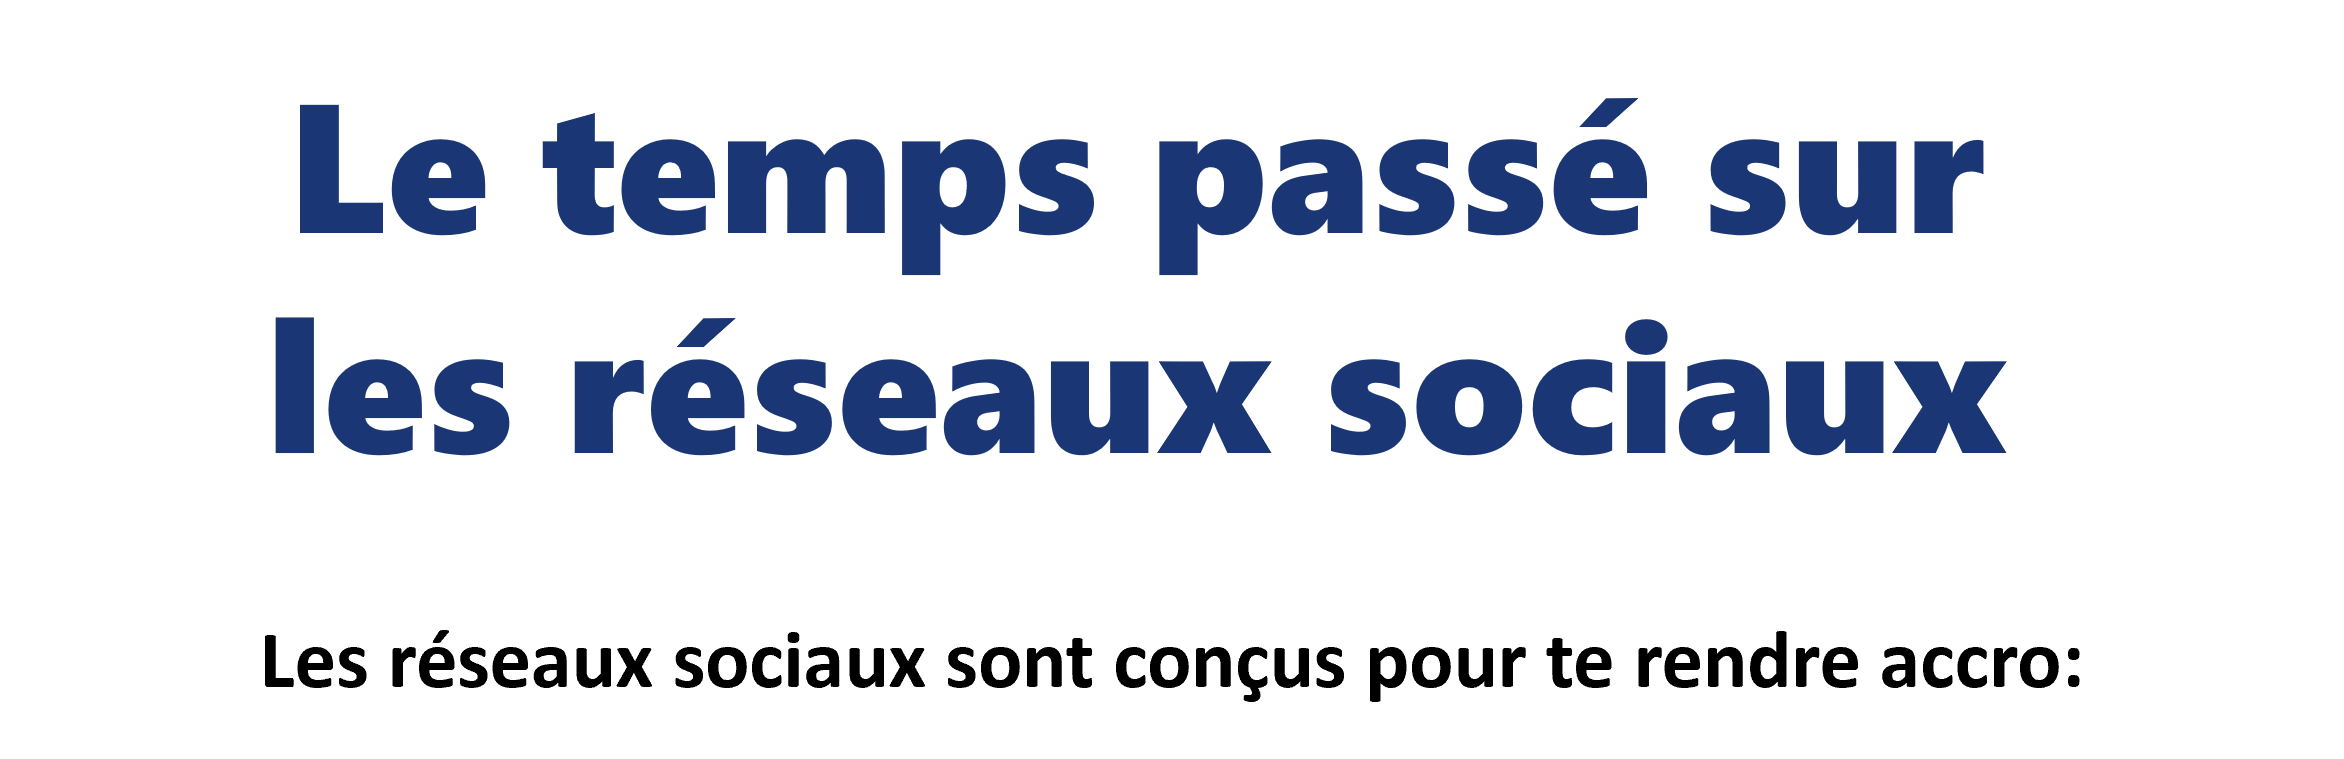 Le temps passé sur
les réseaux sociaux
Les réseaux sociaux sont conçus pour te rendre accro: